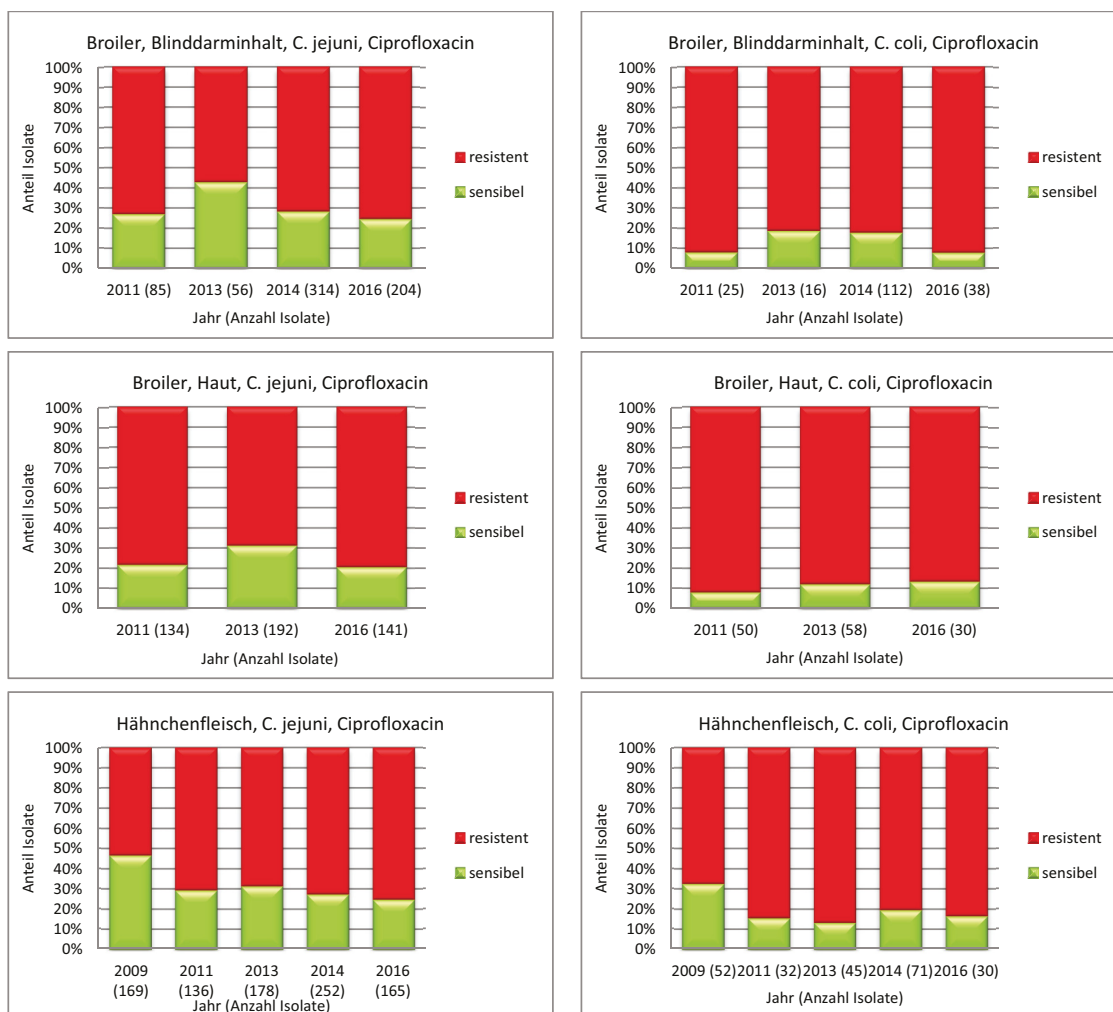 Broiler, Blinddarminhalt, C. jejuni, Ciprofloxacin
100%
90%
80%
70%
60%
50%
40%
30%
20%
10%
0%
Anteil Isolate
resistent
sensibel
2011 (85) 2013 (56) 2014 (314) 2016 (204)
Jahr (Anzahl Isolate)
Broiler, Blinddarminhalt, C. coli, Ciprofloxacin
100%
90%
80%
70%
60%
50%
40%
30%
20%
10%
0%
Anteil Isolate
resistent
sensibel
2011 (25) 2013 (16) 2014 (112) 2016 (38)
Jahr (Anzahl Isolate)
Broiler, Haut, C. jejuni, Ciprofloxacin
100%
90%
80%
70%
60%
50%
40%
30%
20%
10%
0%
Anteil Isolate
resistent
sensibel
2011 (134) 2013 (192) 2016 (141)
Jahr (Anzahl Isolate)
Broiler, Haut, C. coli, Ciprofloxacin
100%
90%
80%
70%
60%
50%
40%
30%
20%
10%
0%
Anteil Isolate
resistent
sensibel
2011 (50) 2013 (58) 2016 (30)
Jahr (Anzahl Isolate)
Hähnchenfleisch, C. jejuni, Ciprofloxacin
100%
90%
80%
70%
60%
50%
40%
30%
20%
10%
0%
Anteil Isolate
resistent
sensibel
2009 2011 2013 2014 2016
(169) (136) (178) (252) (165)
Jahr (Anzahl Isolate)
Hähnchenfleisch, C. coli, Ciprofloxacin
100%
90%
80%
70%
60%
50%
40%
30%
20%
10%
0%
Anteil Isolate
resistent
sensibel
2009 (52) 2011 (32) 2013 (45) 2014 (71) 2016 (30)
Jahr (Anzahl Isolate)